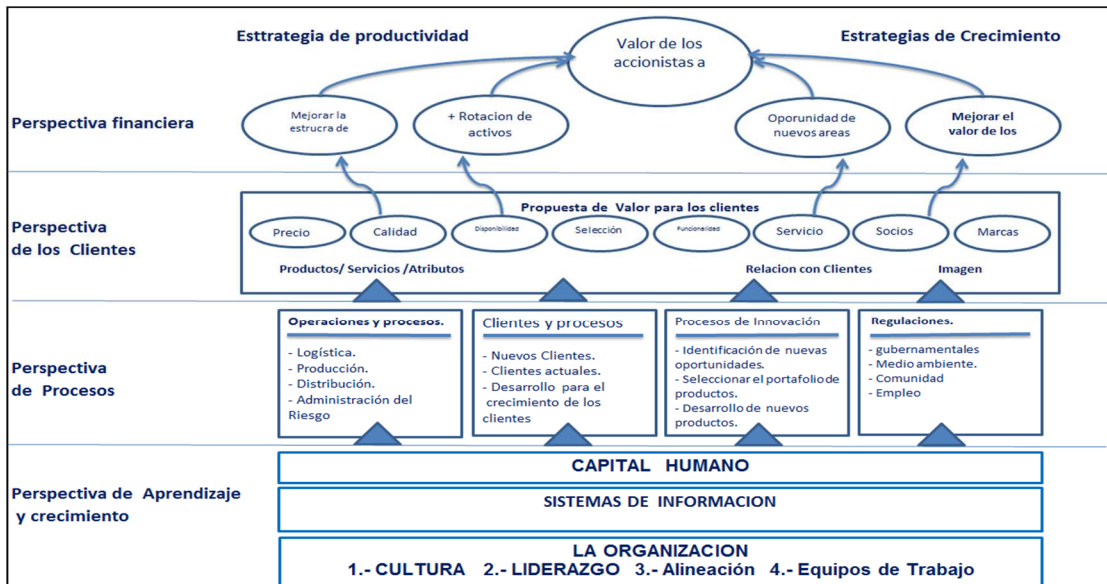 Esttrategia de productividad
Valor de los
accionistas a
Estrategias de Crecimiento
Perspectiva financiera
Mejorar la
estrucra de
+ Rotacion de
activos
Oporunidad de
nuevos areas
Mejorar el
valor de los
Perspectiva
de los Clientes
Propuesta de Valor para los clientes
Precio
Calidad
Disponibilidad
Selección
Funcionalidad
Servicio
Socios
Marcas
Productos/ Servicios /Atributos
Relacion con Clientes
Imagen
Perspectiva
de Procesos
Operaciones y procesos.
- Logística.
- Producción.
- Distribución.
- Administración del
Riesgo
Clientes y procesos
- Nuevos Clientes.
- Clientes actuales.
- Desarrollo para el
crecimiento de los
clientes
Procesos de Innovación
- Identificación de nuevas
oportunidades.
- Seleccionar el portafolio de
productos.
- Desarrollo de nuevos
productos.
Regulaciones.
- gubernamentales
- Medio ambiente.
- Comunidad
- Empleo
Perspectiva de Aprendizaje
y crecimiento
CAPITAL HUMANO
SISTEMAS DE INFORMACION
LA ORGANIZACION
1.- CULTURA 2.- LIDERAZGO 3.- Alineación 4.- Equipos de Trabajo